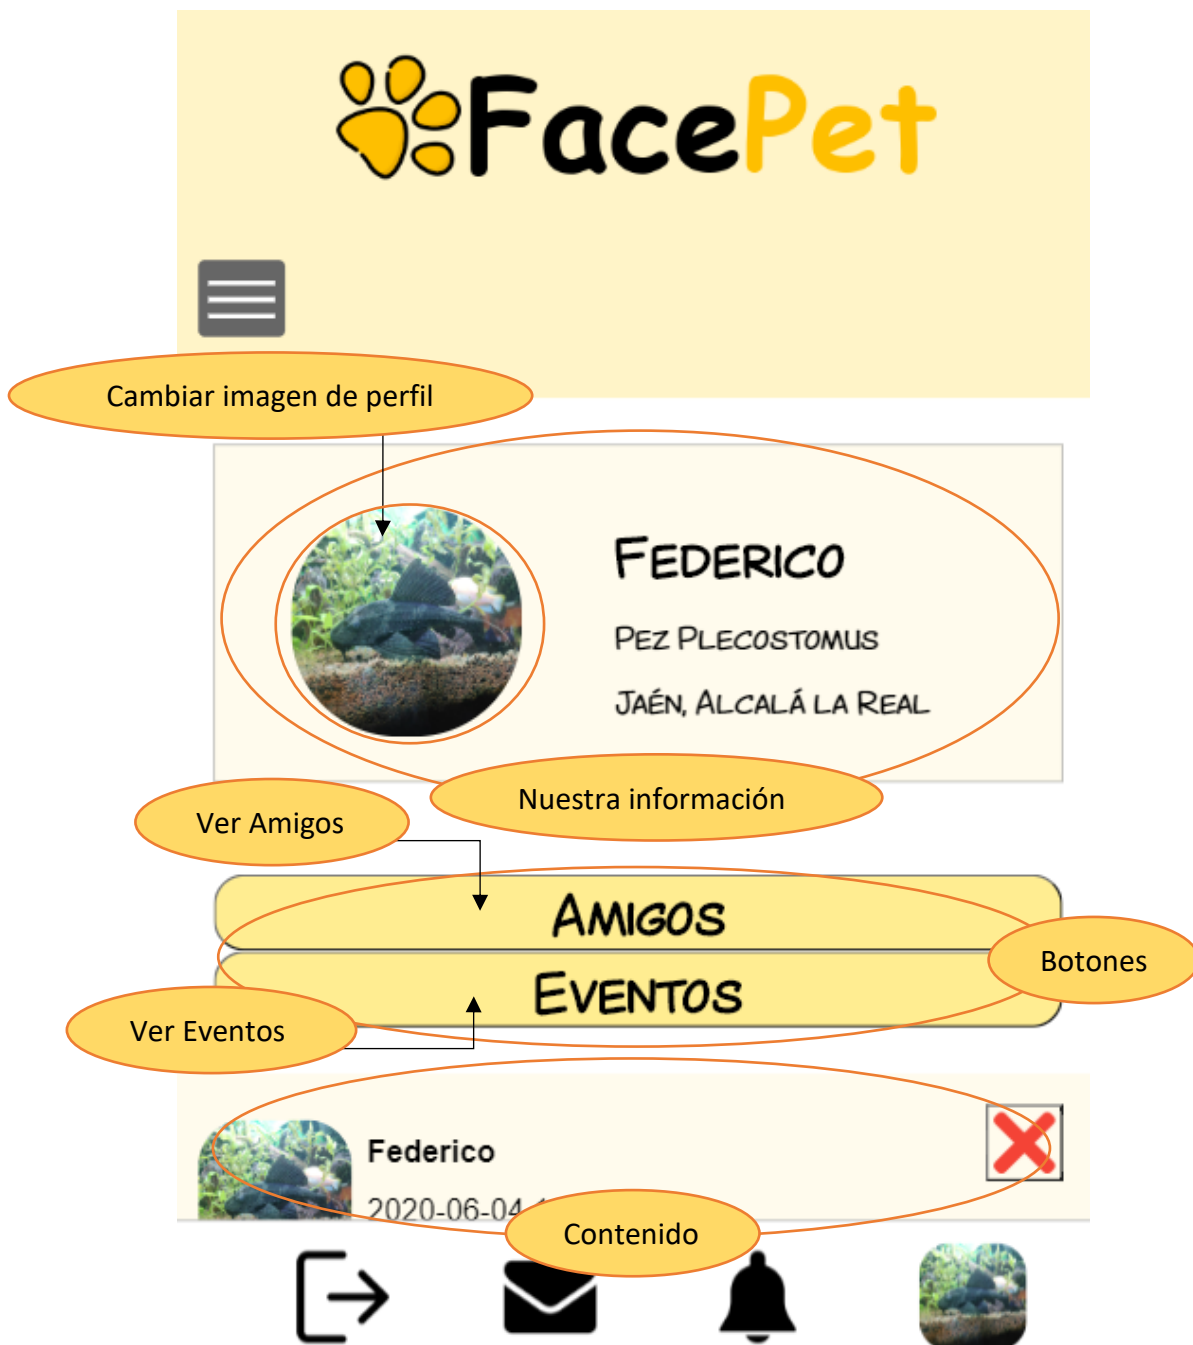 FacePet
Cambiar imagen de perfil
FEDERICO
PEZ PLECOSTOMUS
JAÉN, ALCALÁ LA REAL
Nuestra información
Ver Amigos
AMIGOS
Botones
EVENTOS
Ver Eventos
Federico
2020-06-04
Contenido